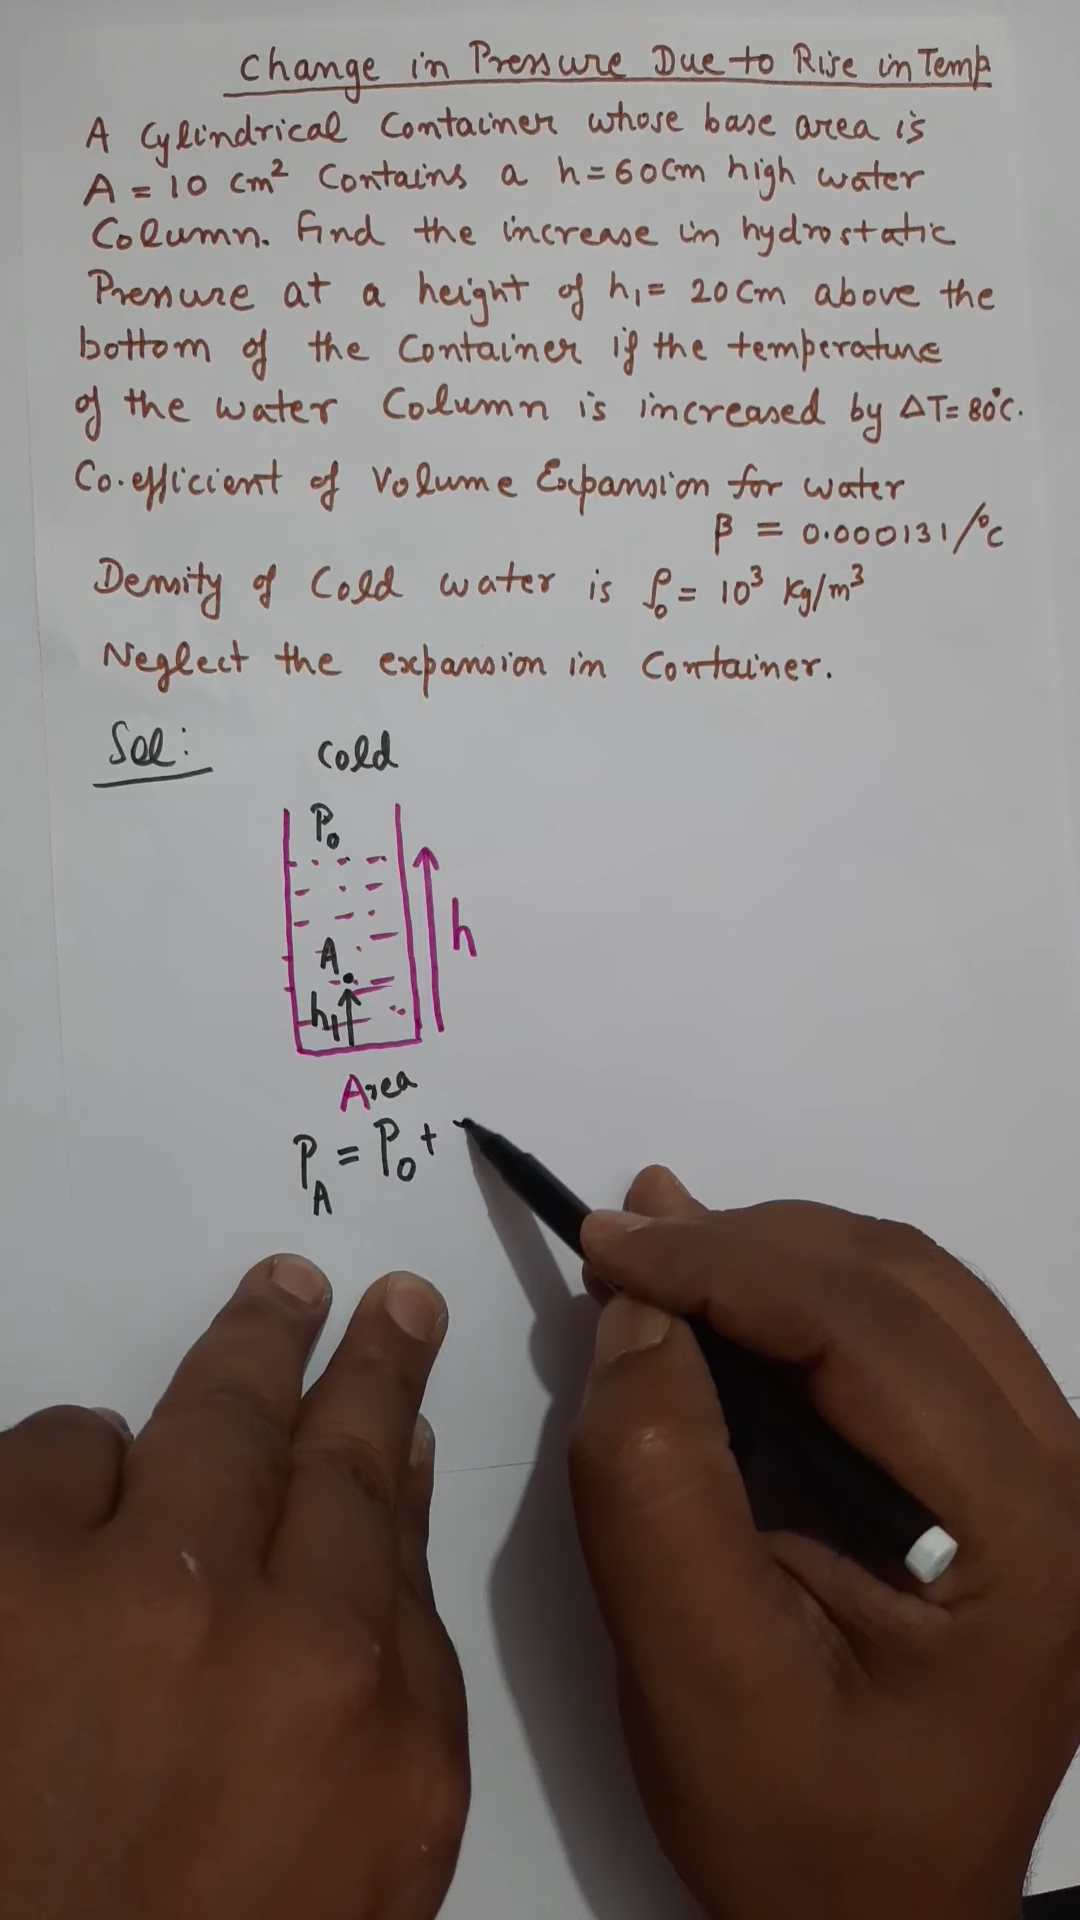 Change in Pressure Due to Rise in Temp
A Cylindrical Container whose base area is
A = 10 cm² Contains a h=60cm high water
Column. Find the increase in hydrostatic
Pressure at a height of h₁= 20cm above the
bottom of the Container if the temperature
of the water Column is increased by ΔT= 80°C.
Co-efficient of Volume Expansion for water
β = 0.000131/°C
Density of Cold water is ρ₀= 10³ Kg/m³
Neglect the expansion in Container.
Sol:
Cold
P₀
h
A
h₁
Area
P_A = P₀ +